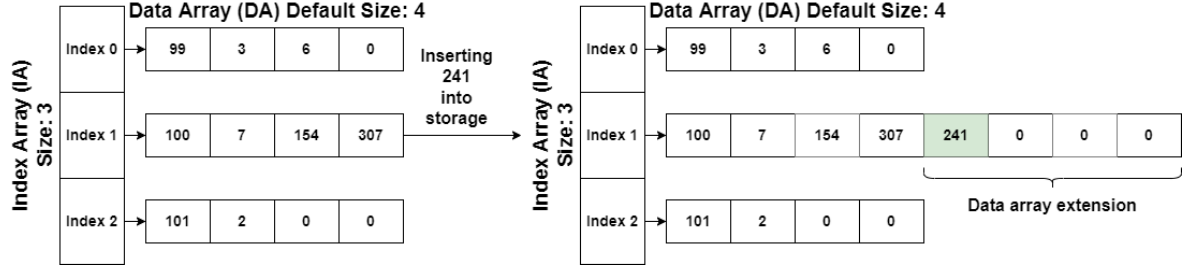 Data Array (DA) Default Size: 4
Index Array (IA)
Size: 3
Index 0
99 3 6 0
Index 1
100 7 154 307
Index 2
101 2 0 0
Inserting
241
into
storage
Data Array (DA) Default Size: 4
Index Array (IA)
Size: 3
Index 0
99 3 6 0
Index 1
100 7 154 307 241 0 0 0
Data array extension
Index 2
101 2 0 0